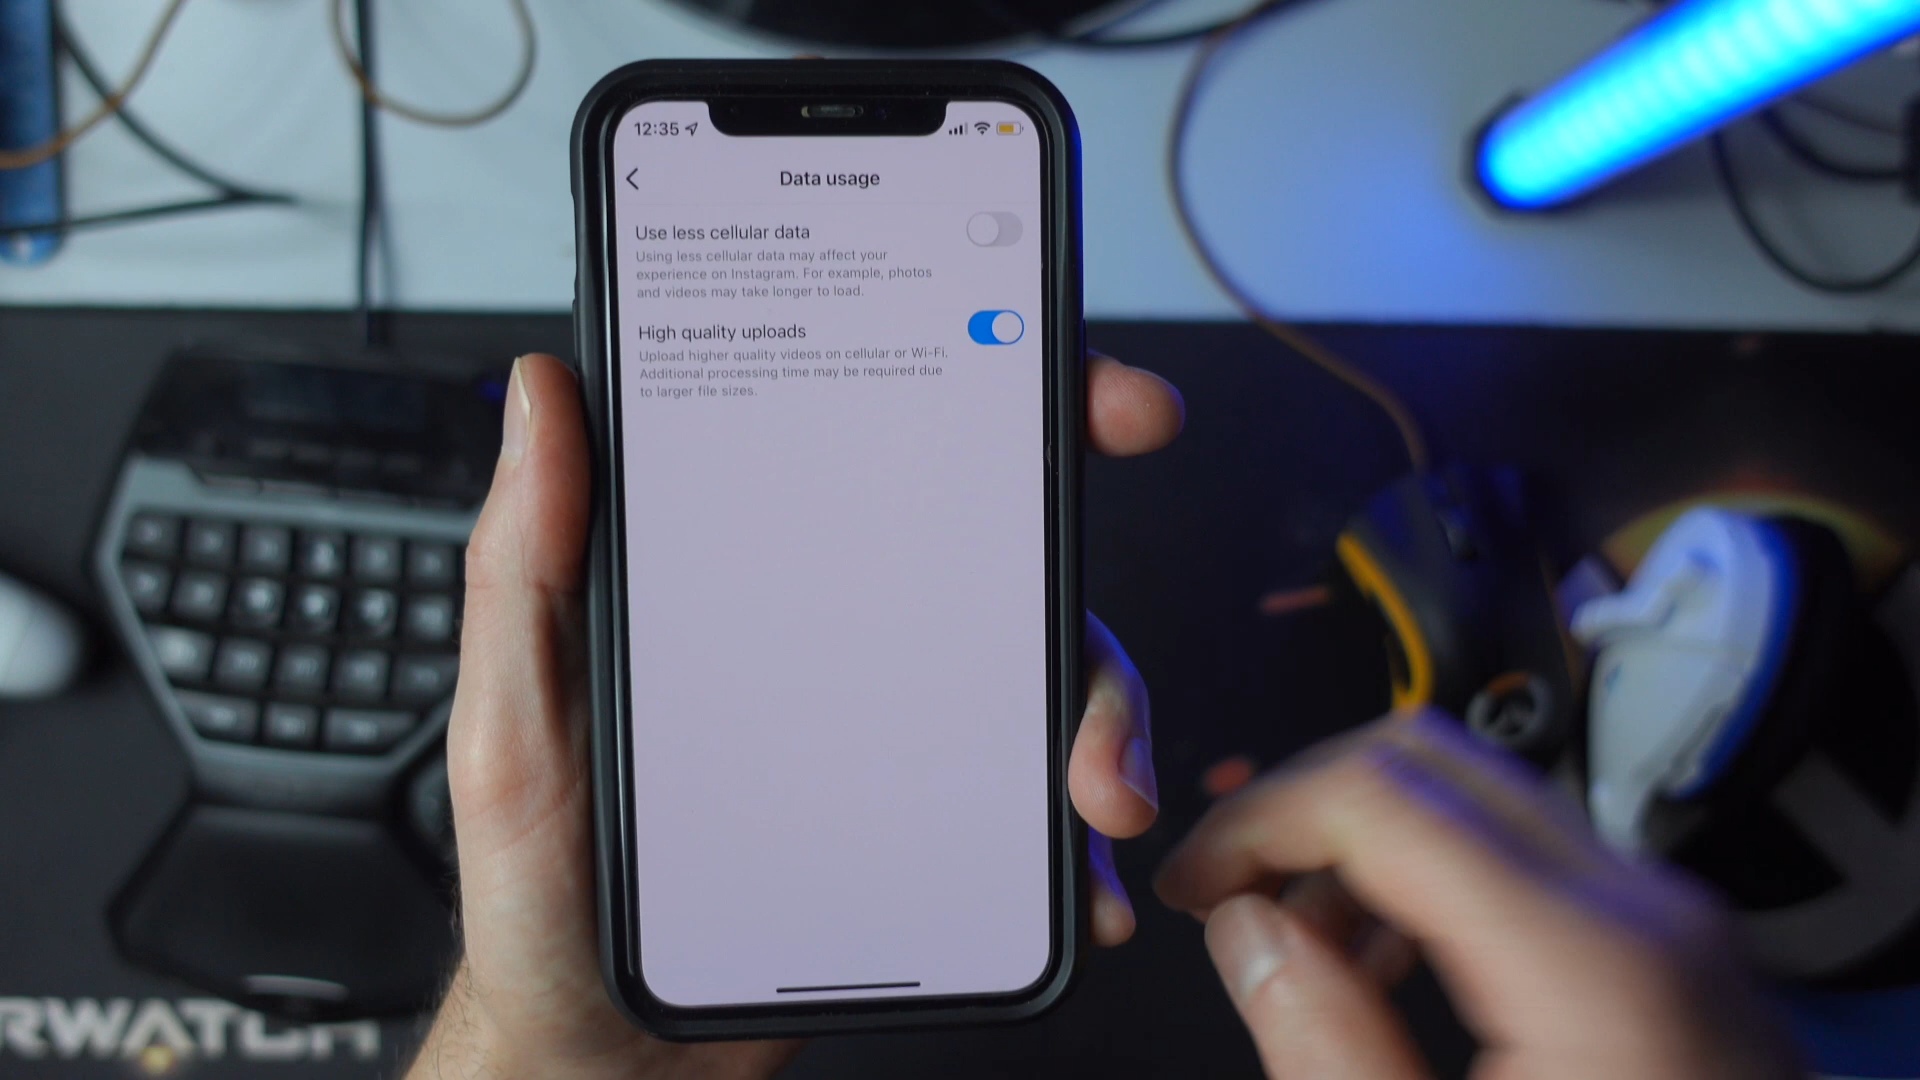 12:35
Data usage
Use less cellular data
Using less cellular data may affect your
experience on Instagram. For example, photos
and videos may take longer to load.
High quality uploads
Upload higher quality videos on cellular or Wi-Fi.
Additional processing time may be required due
to larger file sizes.
RWATCH